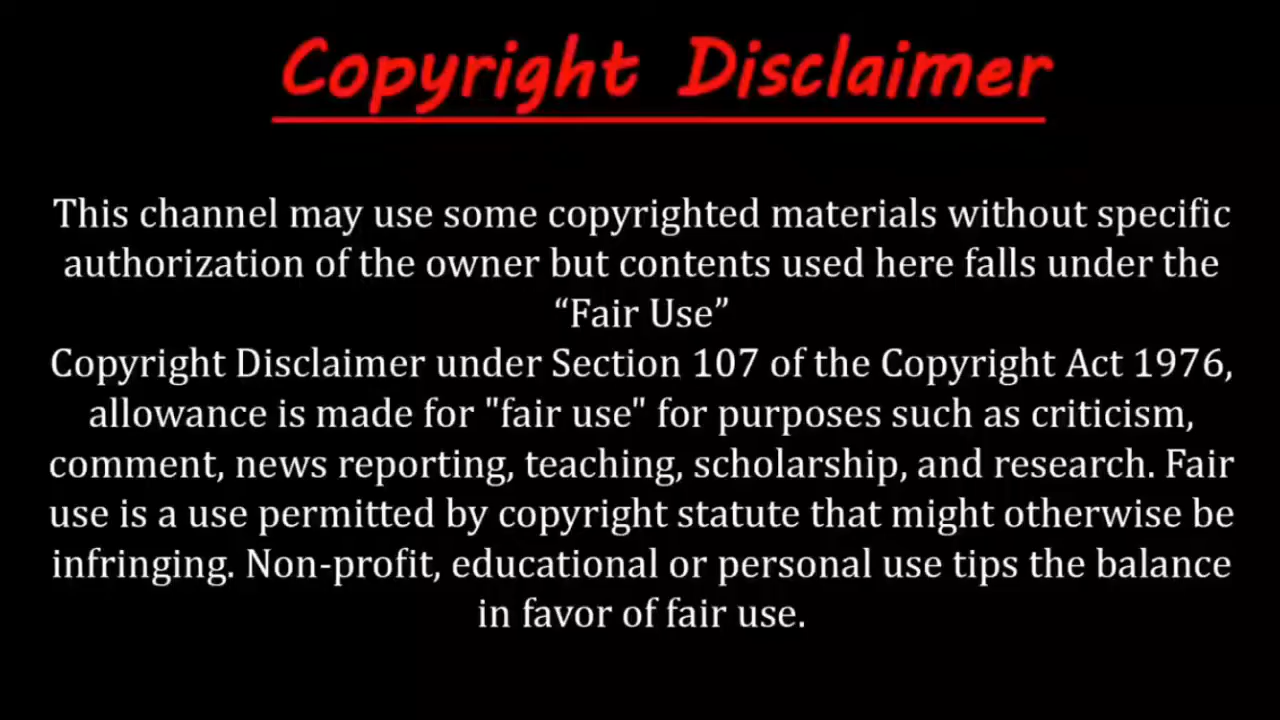 Copyright Disclaimer
This channel may use some copyrighted materials without specific
authorization of the owner but contents used here falls under the
“Fair Use”
Copyright Disclaimer under Section 107 of the Copyright Act 1976,
allowance is made for "fair use" for purposes such as criticism,
comment, news reporting, teaching, scholarship, and research. Fair
use is a use permitted by copyright statute that might otherwise be
infringing. Non-profit, educational or personal use tips the balance
in favor of fair use.